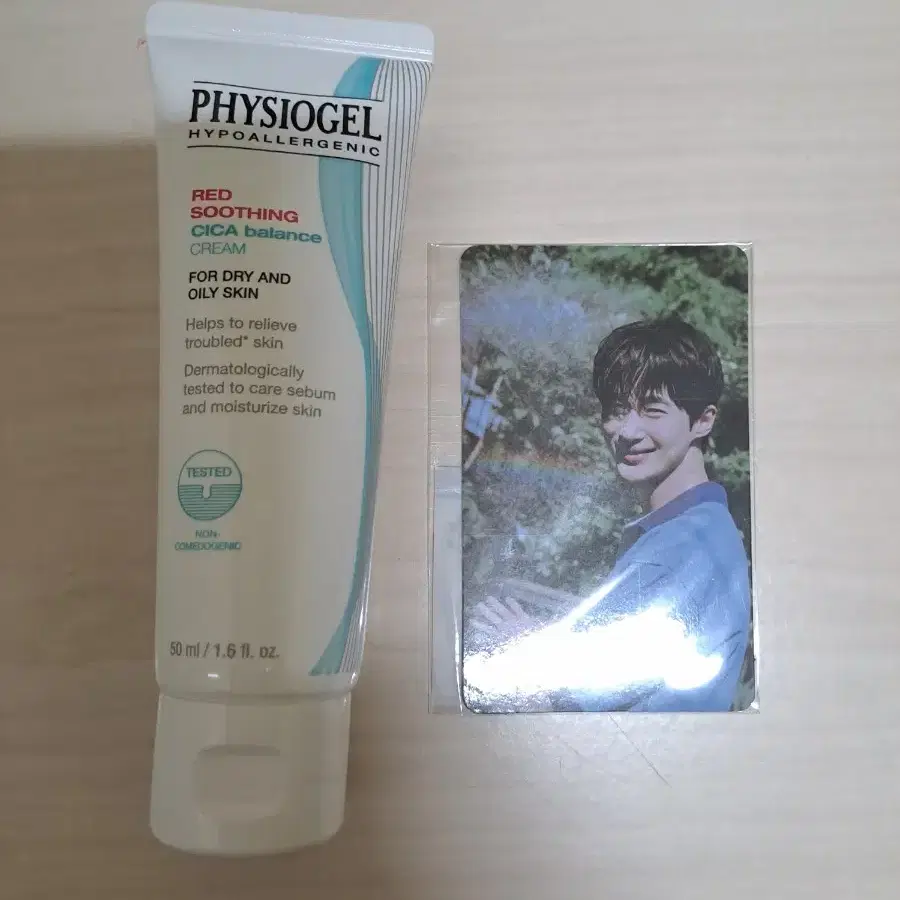 PHYSIOGEL
HYPOALLERGENIC
RED
SOOTHING
CICA balance
CREAM
FOR DRY AND
OILY SKIN
Helps to relieve
troubled* skin
Dermatologically
tested to care sebum
and moisturize skin
TESTED
NON-
COMEDOGENIC
50 ml / 1.6 fl. oz.